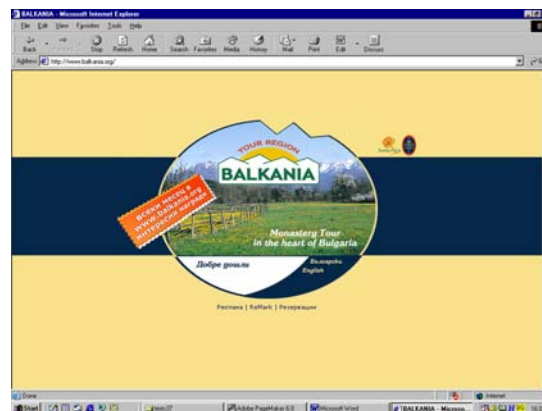 BALKANIA - Microsoft Internet Explorer
File Edit View Favorites Tools Help
Back Stop Refresh Home Search Favorites Media History Mail Print Edit Discuss
Address http://www.balkania.org/
TOUR REGION
BALKANIA
Всеки месец в
www.balkania.org
интересни награди
Monastery Tour
in the heart of Bulgaria
Добре дошли
Български
English
Реклама | ReMark | Резервации
Done
Internet
Start
Adobe PageMaker 6.0
Microsoft Word
BALKANIA - Microso...